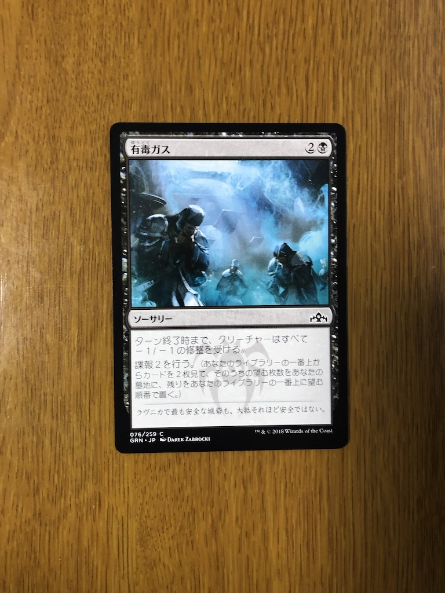 有毒ガス 2
ソーサリー
ターン終了時まで、クリーチャーはすべて
-1/-1の修整を受ける。
諜報2を行う。(あなたのライブラリーの一番上か
らカードを2枚見て、そのうちの望む枚数をあなたの
墓地に、残りをあなたのライブラリーの一番上に望む
順番で置く。)
ラヴニカで最も安全な
、大抵それほど安全ではない。
076/259 C
GRN・JP DAREK ZABROCKI
™ & © 2018 Wizards of the Coast